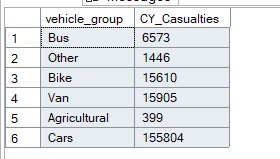 vehicle_group CY_Casualties
1 Bus 6573
2 Other 1446
3 Bike 15610
4 Van 15905
5 Agricultural 399
6 Cars 155804